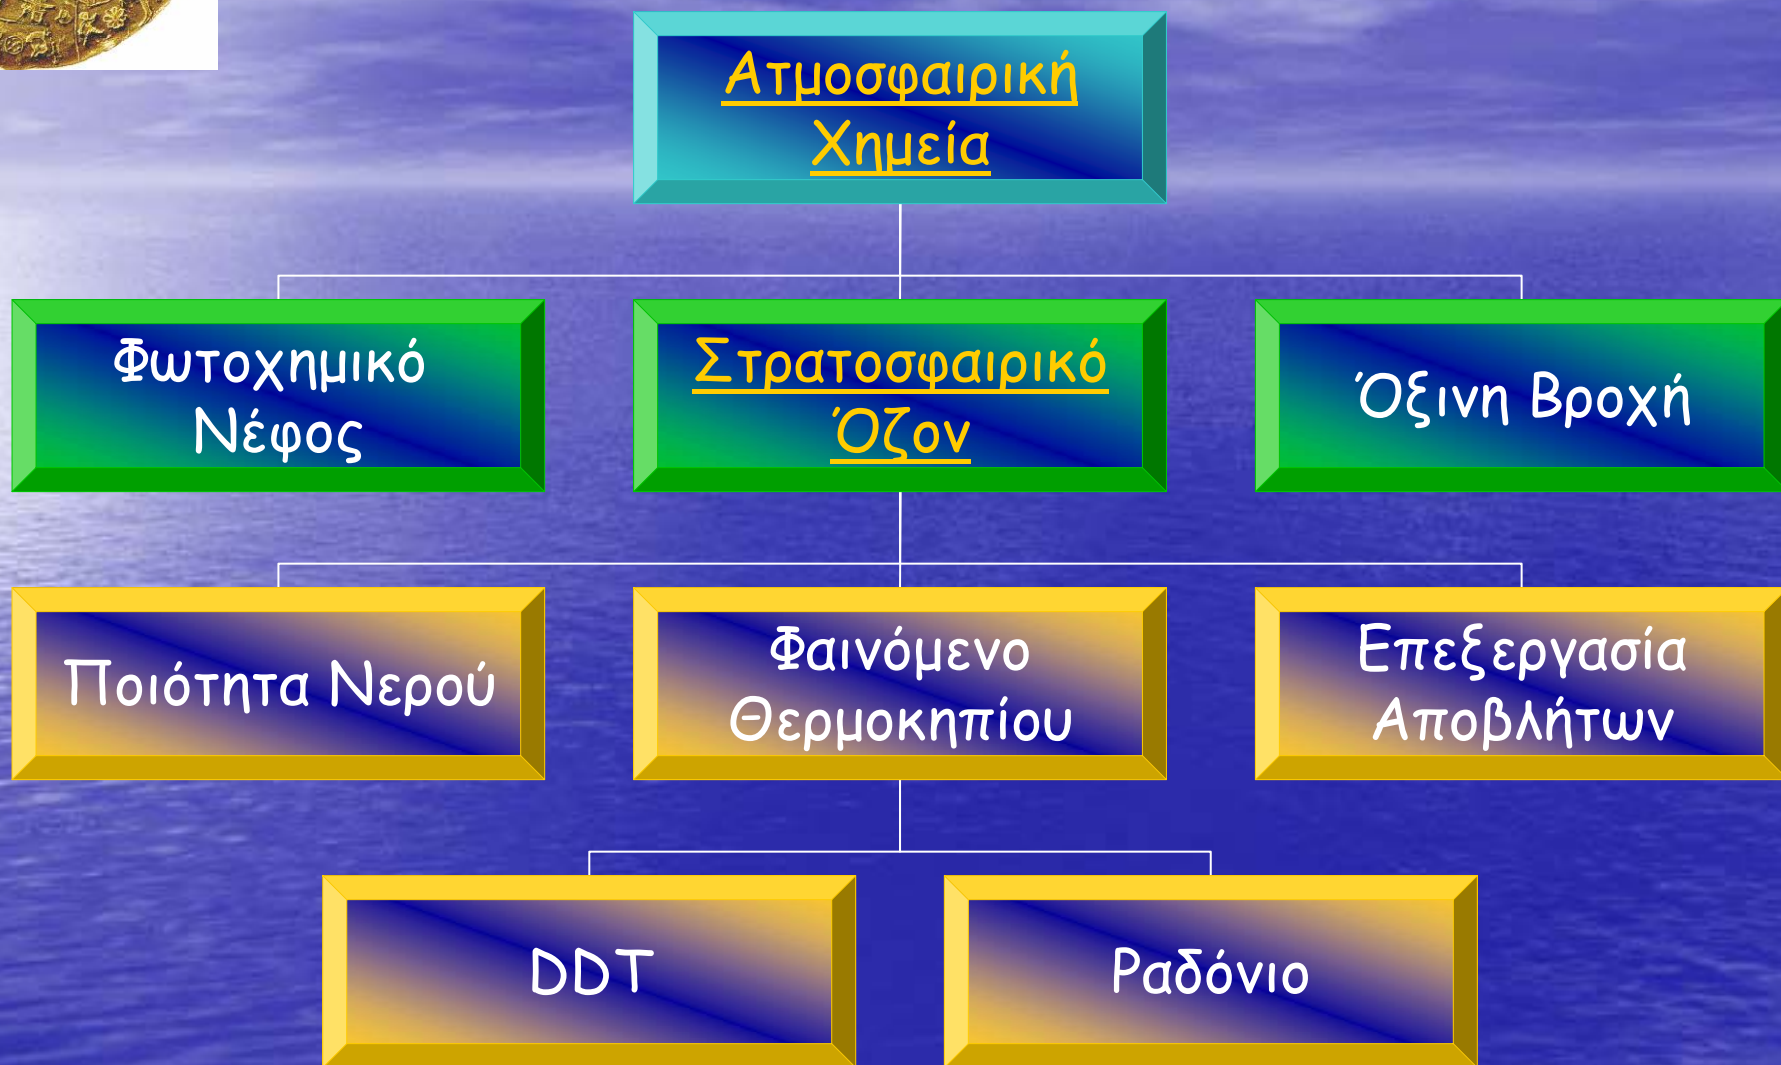 Ατμοσφαιρική
Χημεία
Φωτοχημικό
Νέφος
Στρατοσφαιρικό
Όζον
Όξινη Βροχή
Ποιότητα Νερού
Φαινόμενο
Θερμοκηπίου
Επεξεργασία
Αποβλήτων
DDT
Ραδόνιο